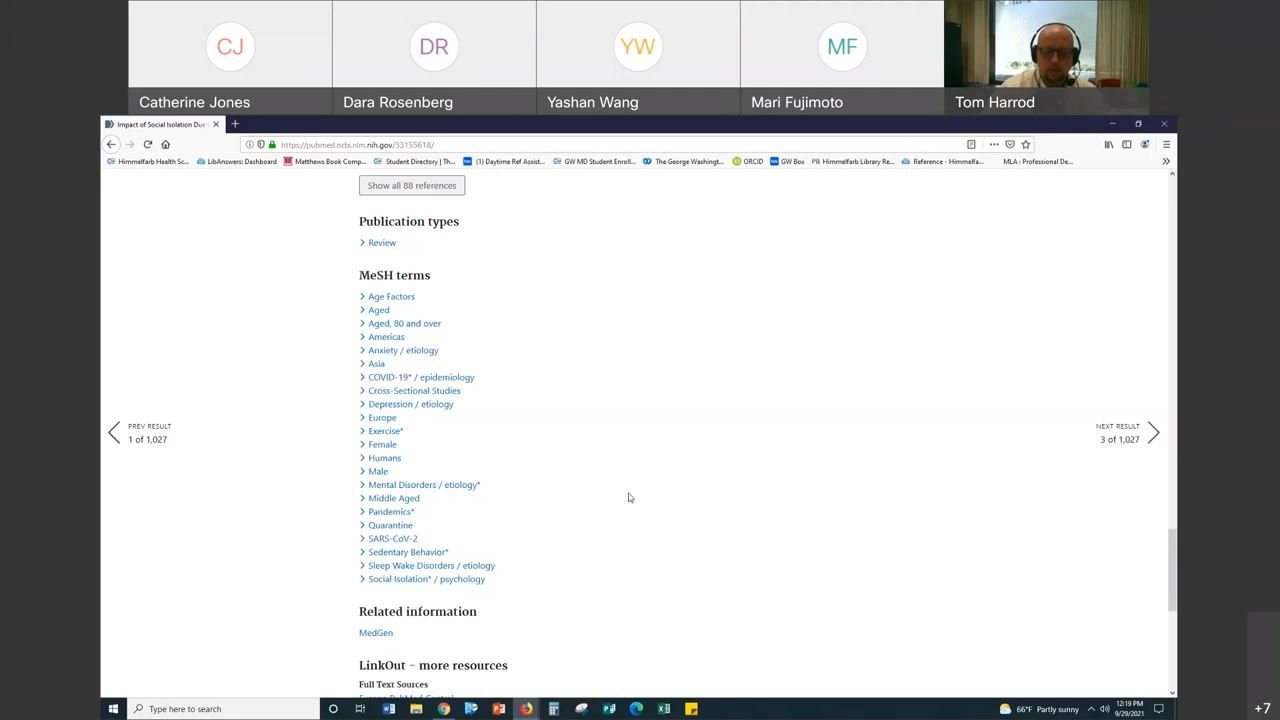 CJ
DR
YW
MF
Catherine Jones
Dara Rosenberg
Yashan Wang
Mari Fujimoto
Tom Harrod
Impact of Social Isolation Due
https://pubmed.ncbi.nlm.nih.gov/33155618/
Himmelfarb Health Sc...
LibAnswers: Dashboard
Matthews Book Comp...
Student Directory | Th...
(1) Daytime Ref Assist...
GW MD Student Enroll...
The George Washingt...
ORCID
GW Box
Himmelfarb Library Re...
Reference - Himmelfa...
MLA : Professional De...
Show all 88 references
Publication types
Review
MeSH terms
Age Factors
Aged
Aged, 80 and over
Americas
Anxiety / etiology
Asia
COVID-19* / epidemiology
Cross-Sectional Studies
Depression / etiology
Europe
Exercise*
Female
Humans
Male
Mental Disorders / etiology*
Middle Aged
Pandemics*
Quarantine
SARS-CoV-2
Sedentary Behavior*
Sleep Wake Disorders / etiology
Social Isolation* / psychology
PREV RESULT
1 of 1,027
NEXT RESULT
3 of 1,027
Related information
MedGen
LinkOut – more resources
Full Text Sources
Type here to search
66°F Partly sunny
12:19 PM
9/29/2021
+7